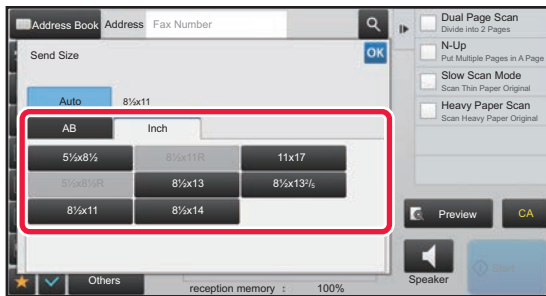 Address Book Address Fax Number
Send Size
OK
Auto 8½x11
AB Inch
5½x8½ 8½x11R 11x17
5½x8½R 8½x13 8½x13²/₅
8½x11 8½x14
Others
reception memory : 100%
Dual Page Scan
Divide into 2 Pages
N-Up
Put Multiple Pages in A Page
Slow Scan Mode
Scan Thin Paper Original
Heavy Paper Scan
Scan Heavy Paper Original
Preview CA
Speaker Start